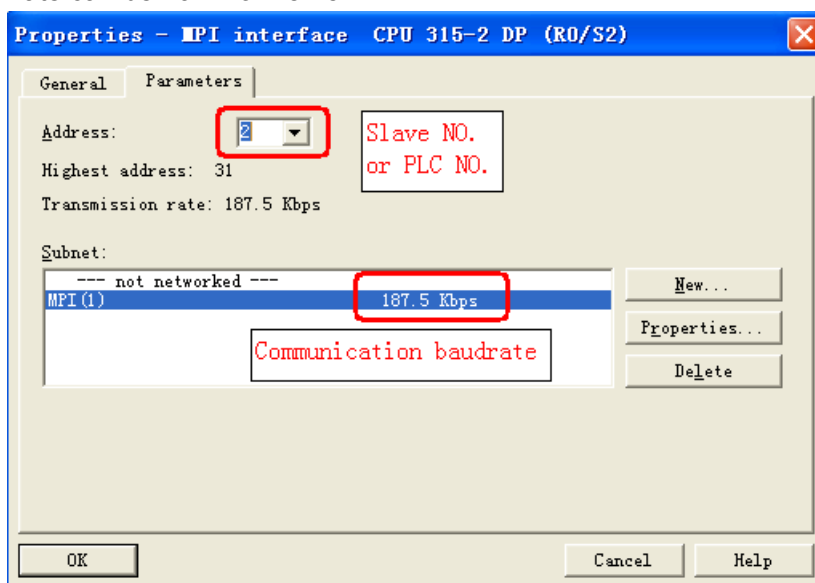 Properties - MPI interface CPU 315-2 DP (R0/S2)
General Parameters
Address: 2 Slave NO.
or PLC NO.
Highest address: 31
Transmission rate: 187.5 Kbps
Subnet:
--- not networked ---
MPI(1) 187.5 Kbps
New...
Properties...
Communication baudrate
Delete
OK Cancel Help